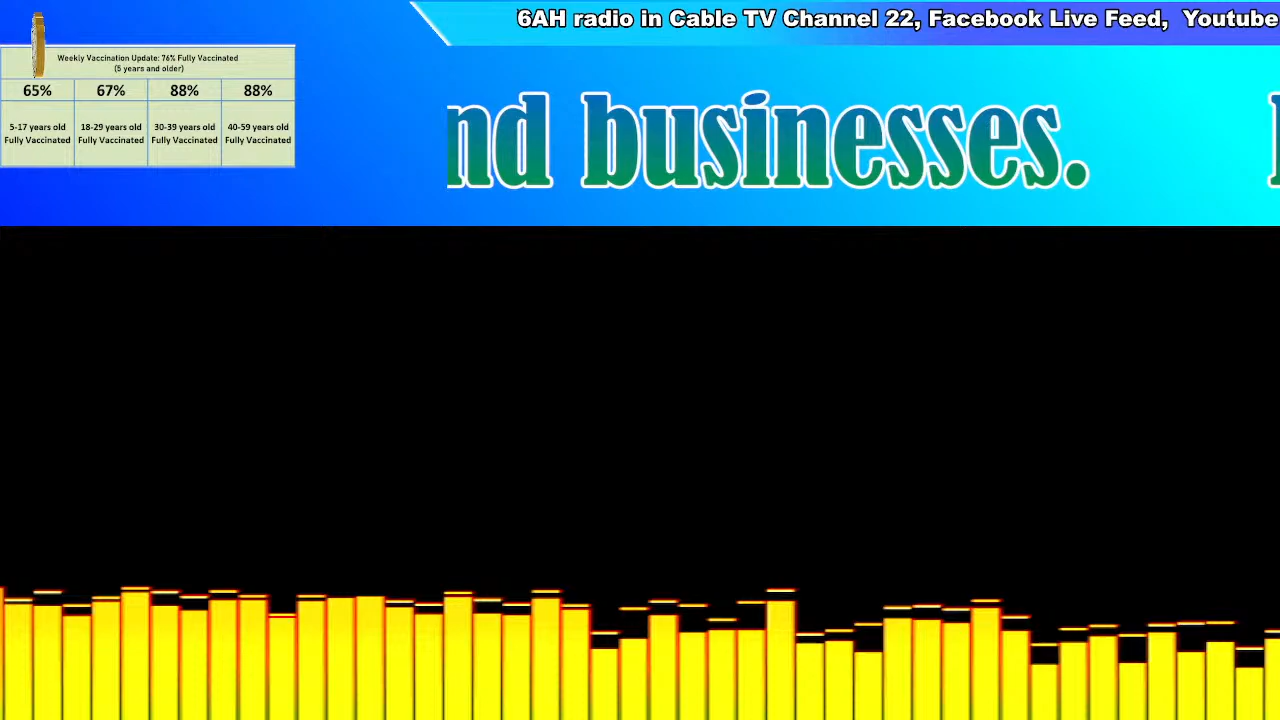 6AH radio in Cable TV Channel 22, Facebook Live Feed, Youtube
Weekly Vaccination Update: 76% Fully Vaccinated
(5 years and older)
65% 67% 88% 88%
5-17 years old 18-29 years old 30-39 years old 40-59 years old
Fully Vaccinated Fully Vaccinated Fully Vaccinated Fully Vaccinated
nd businesses.